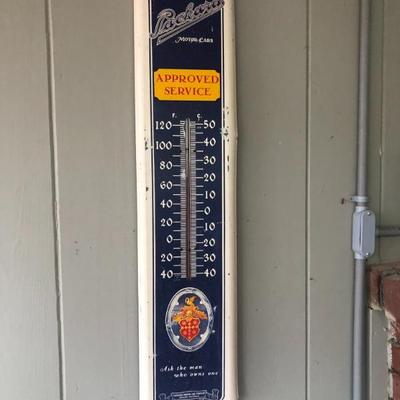 Packard
MOTOR CARS
APPROVED
SERVICE
F. C.
120 50
100 40
80 30
60 20
40 10
20 0
0 10
20 20
40 30
40 40
Ask the man
who owns one